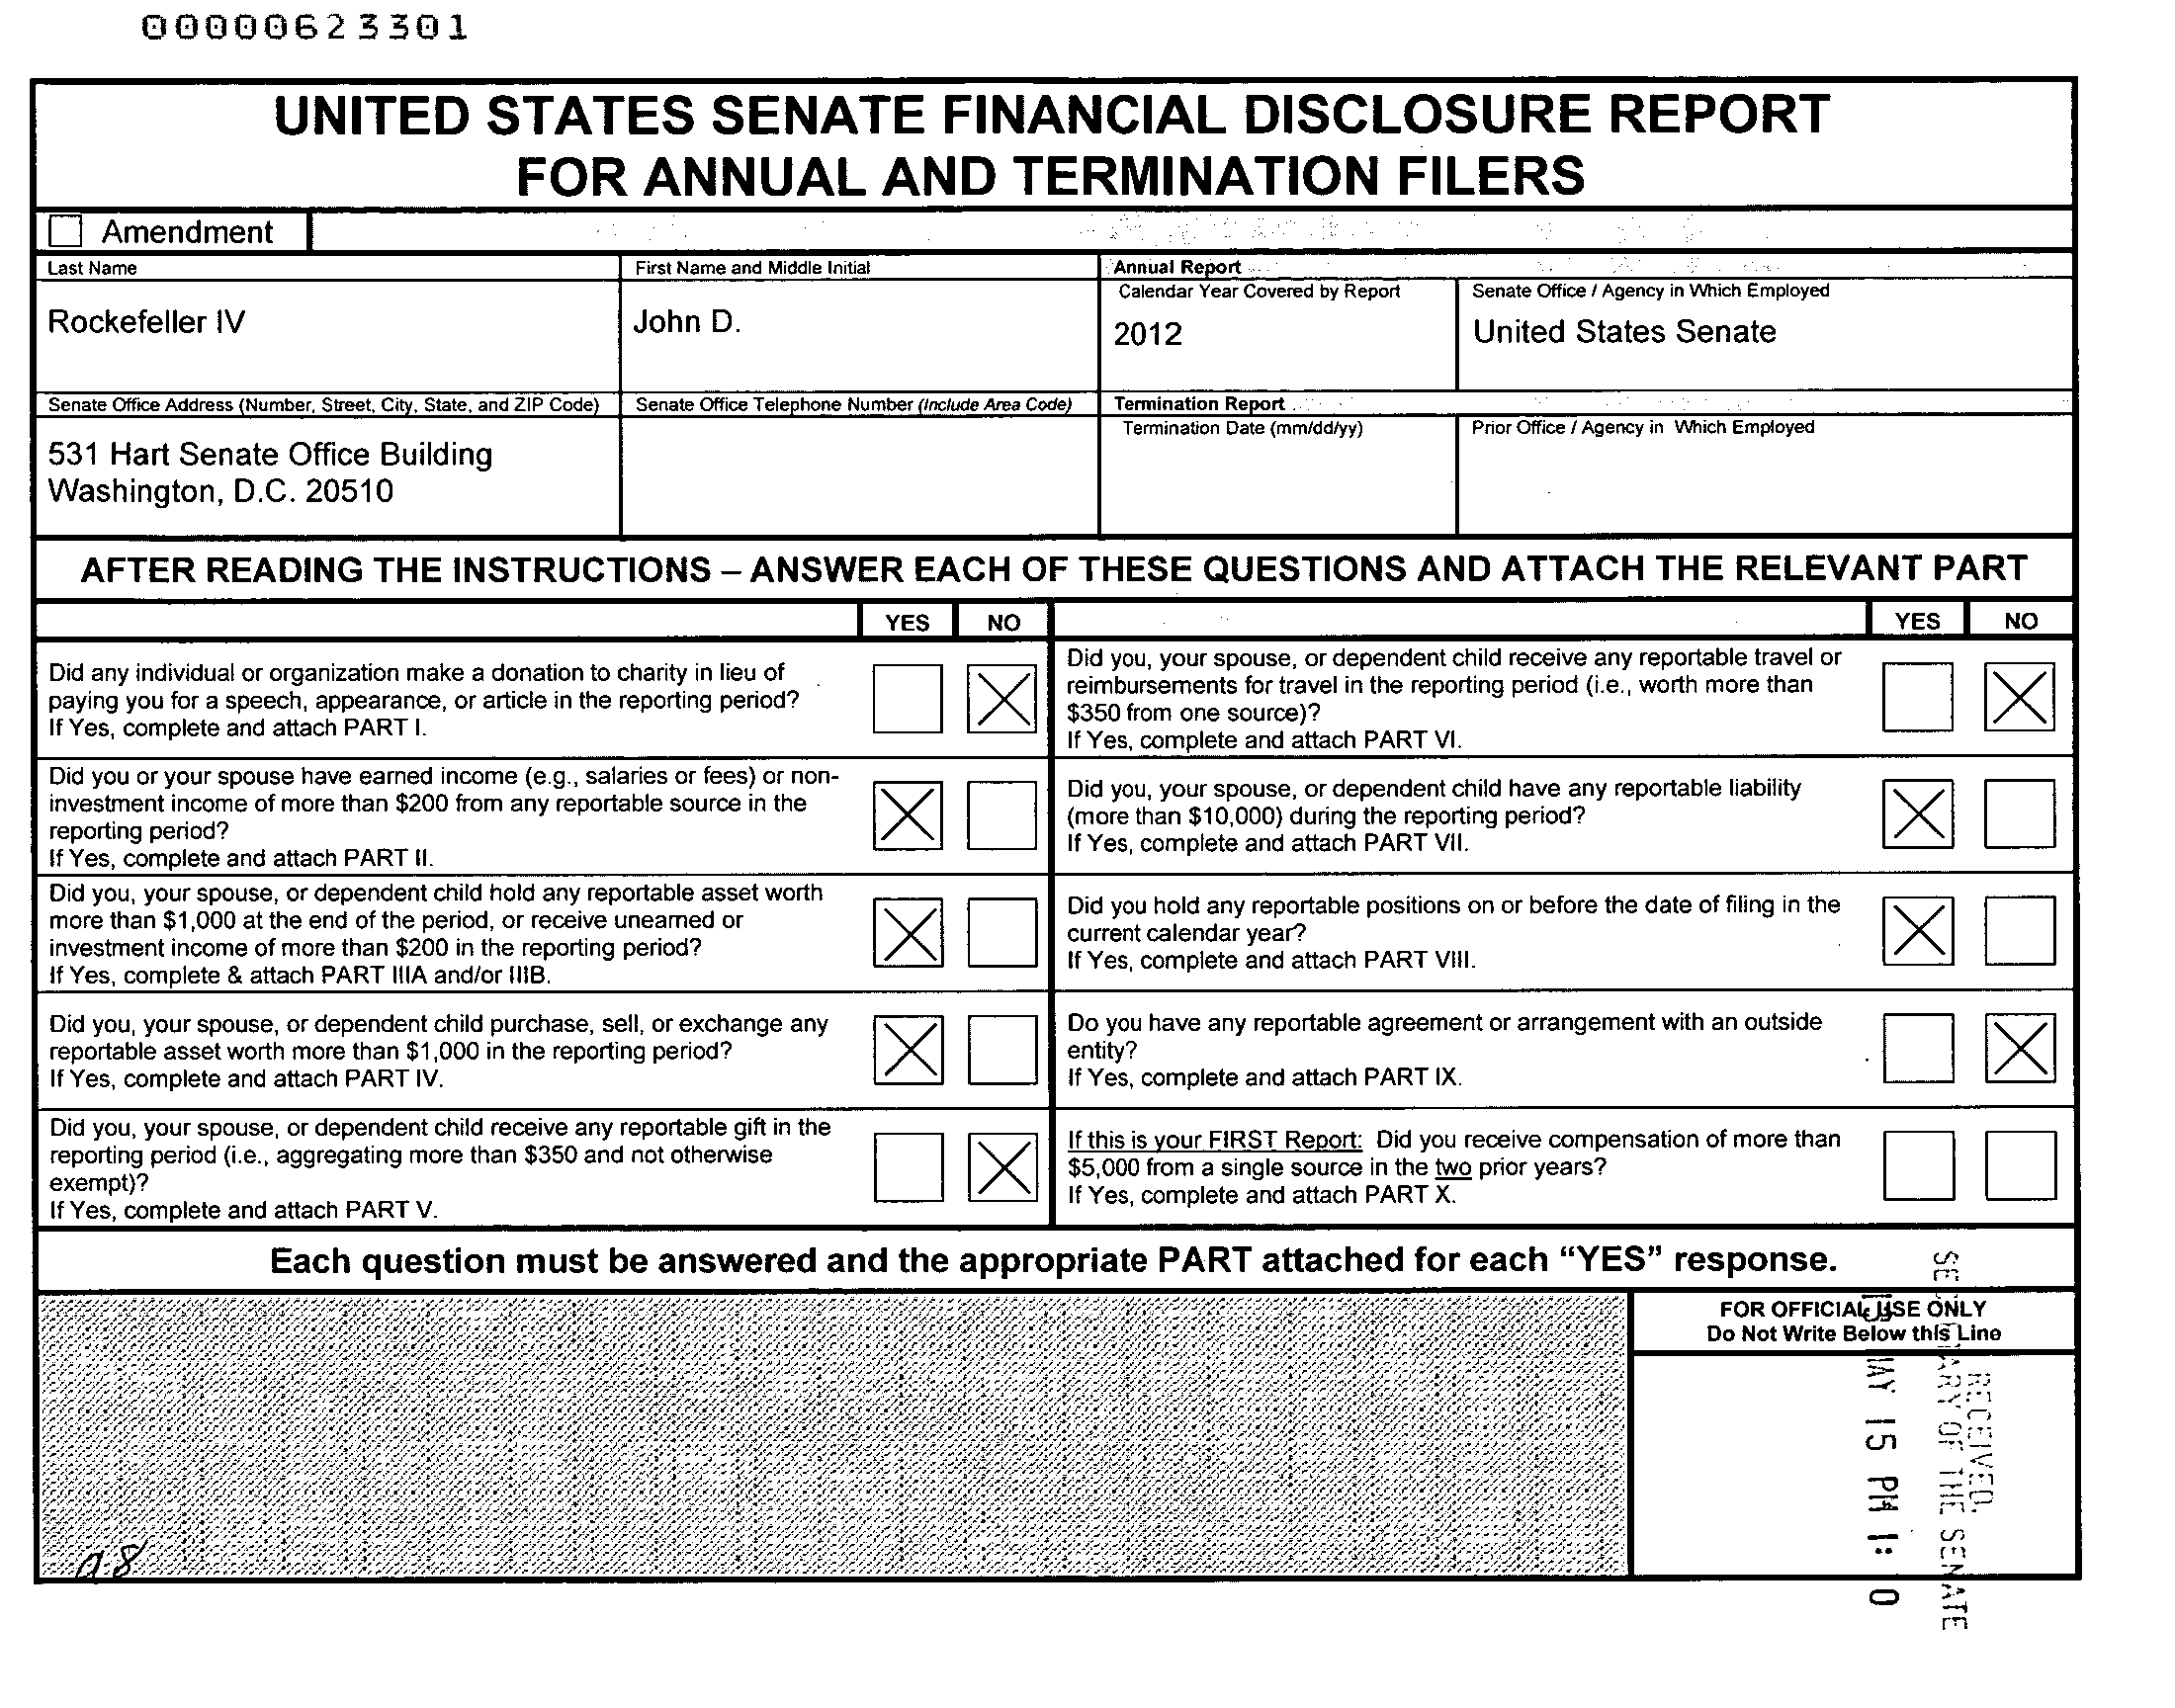 00000623301
UNITED STATES SENATE FINANCIAL DISCLOSURE REPORT
FOR ANNUAL AND TERMINATION FILERS
Amendment
Last Name
First Name and Middle Initial
Annual Report
Calendar Year Covered by Report
Senate Office / Agency in Which Employed
Rockefeller IV
John D.
2012
United States Senate
Senate Office Address (Number, Street, City, State, and ZIP Code)
Senate Office Telephone Number (Include Area Code)
Termination Report
Termination Date (mm/dd/yy)
Prior Office / Agency in Which Employed
531 Hart Senate Office Building
Washington, D.C. 20510
AFTER READING THE INSTRUCTIONS – ANSWER EACH OF THESE QUESTIONS AND ATTACH THE RELEVANT PART
YES NO
YES NO
Did any individual or organization make a donation to charity in lieu of
paying you for a speech, appearance, or article in the reporting period?
If Yes, complete and attach PART I.
Did you, your spouse, or dependent child receive any reportable travel or
reimbursements for travel in the reporting period (i.e., worth more than
$350 from one source)?
If Yes, complete and attach PART VI.
Did you or your spouse have earned income (e.g., salaries or fees) or non-
investment income of more than $200 from any reportable source in the
reporting period?
If Yes, complete and attach PART II.
Did you, your spouse, or dependent child have any reportable liability
(more than $10,000) during the reporting period?
If Yes, complete and attach PART VII.
Did you, your spouse, or dependent child hold any reportable asset worth
more than $1,000 at the end of the period, or receive unearned or
investment income of more than $200 in the reporting period?
If Yes, complete & attach PART IIIA and/or IIIB.
Did you hold any reportable positions on or before the date of filing in the
current calendar year?
If Yes, complete and attach PART VIII.
Did you, your spouse, or dependent child purchase, sell, or exchange any
reportable asset worth more than $1,000 in the reporting period?
If Yes, complete and attach PART IV.
Do you have any reportable agreement or arrangement with an outside
entity?
If Yes, complete and attach PART IX.
Did you, your spouse, or dependent child receive any reportable gift in the
reporting period (i.e., aggregating more than $350 and not otherwise
exempt)?
If Yes, complete and attach PART V.
If this is your FIRST Report: Did you receive compensation of more than
$5,000 from a single source in the two prior years?
If Yes, complete and attach PART X.
Each question must be answered and the appropriate PART attached for each “YES” response.
FOR OFFICIAL USE ONLY
Do Not Write Below this Line
RECEIVED
OF THE SENATE
15 PM 1: